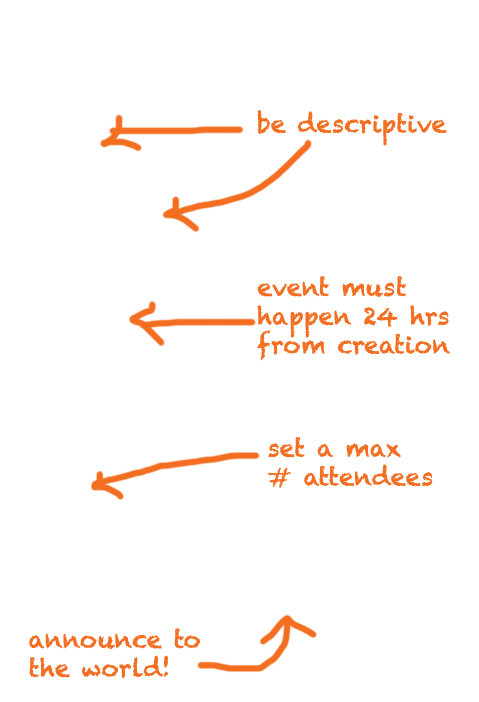 be descriptive
event must
happen 24 hrs
from creation
set a max
# attendees
announce to
the world!